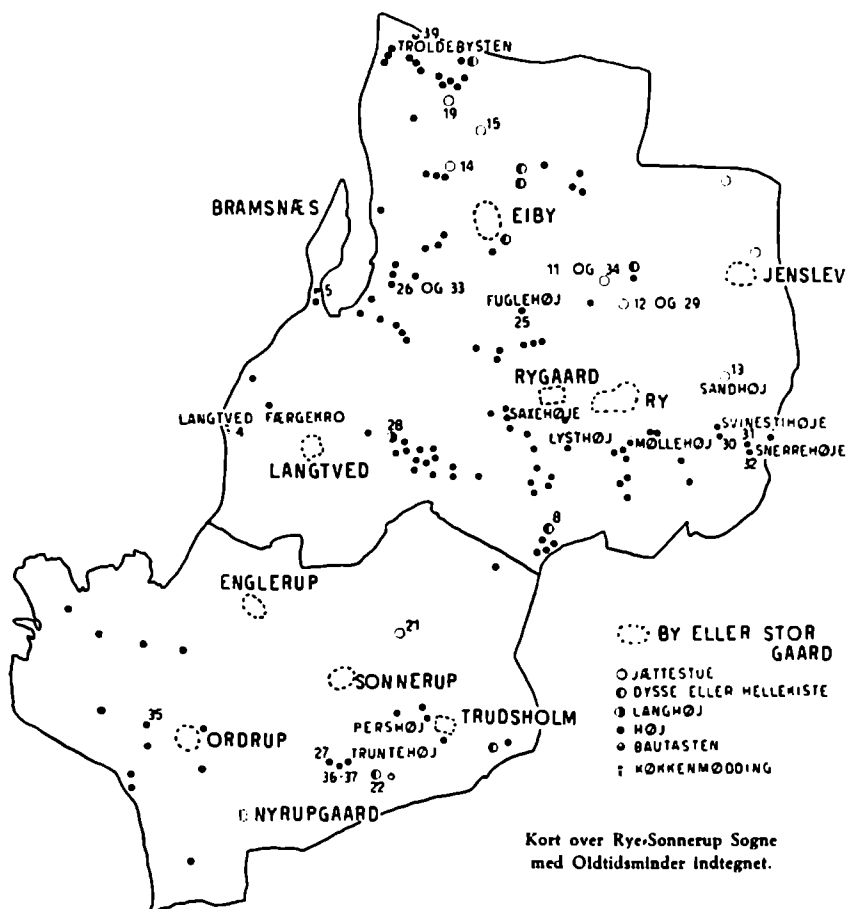 39
TROLDEBYSTEN
19
15
14
BRAMSNÆS
EIBY
5
26 OG 33
11 OG 34
JENSLEV
FUGLEHØJ
25
12 OG 29
RYGAARD
RY
13
SANDHØJ
SAXEHØJE
LANGTVED FÆRGEKRO
4
28
LYSTHØJ
MØLLEHØJ
SVINESTIHØJE
30
31
SNERREHØJE
32
LANGTVED
8
ENGLERUP
21
SONNERUP
BY ELLER STOR
GAARD
JÆTTESTUE
DYSSE ELLER HELLEKISTE
LANGHØJ
HØJ
BAUTASTEN
KØKKENMØDDING
PERSHØJ
TRUDSHOLM
35
ORDRUP
27
TRUNTEHØJ
36-37
22
NYRUPGAARD
Kort over Rye-Sonnerup Sogne
med Oldtidsminder indtegnet.